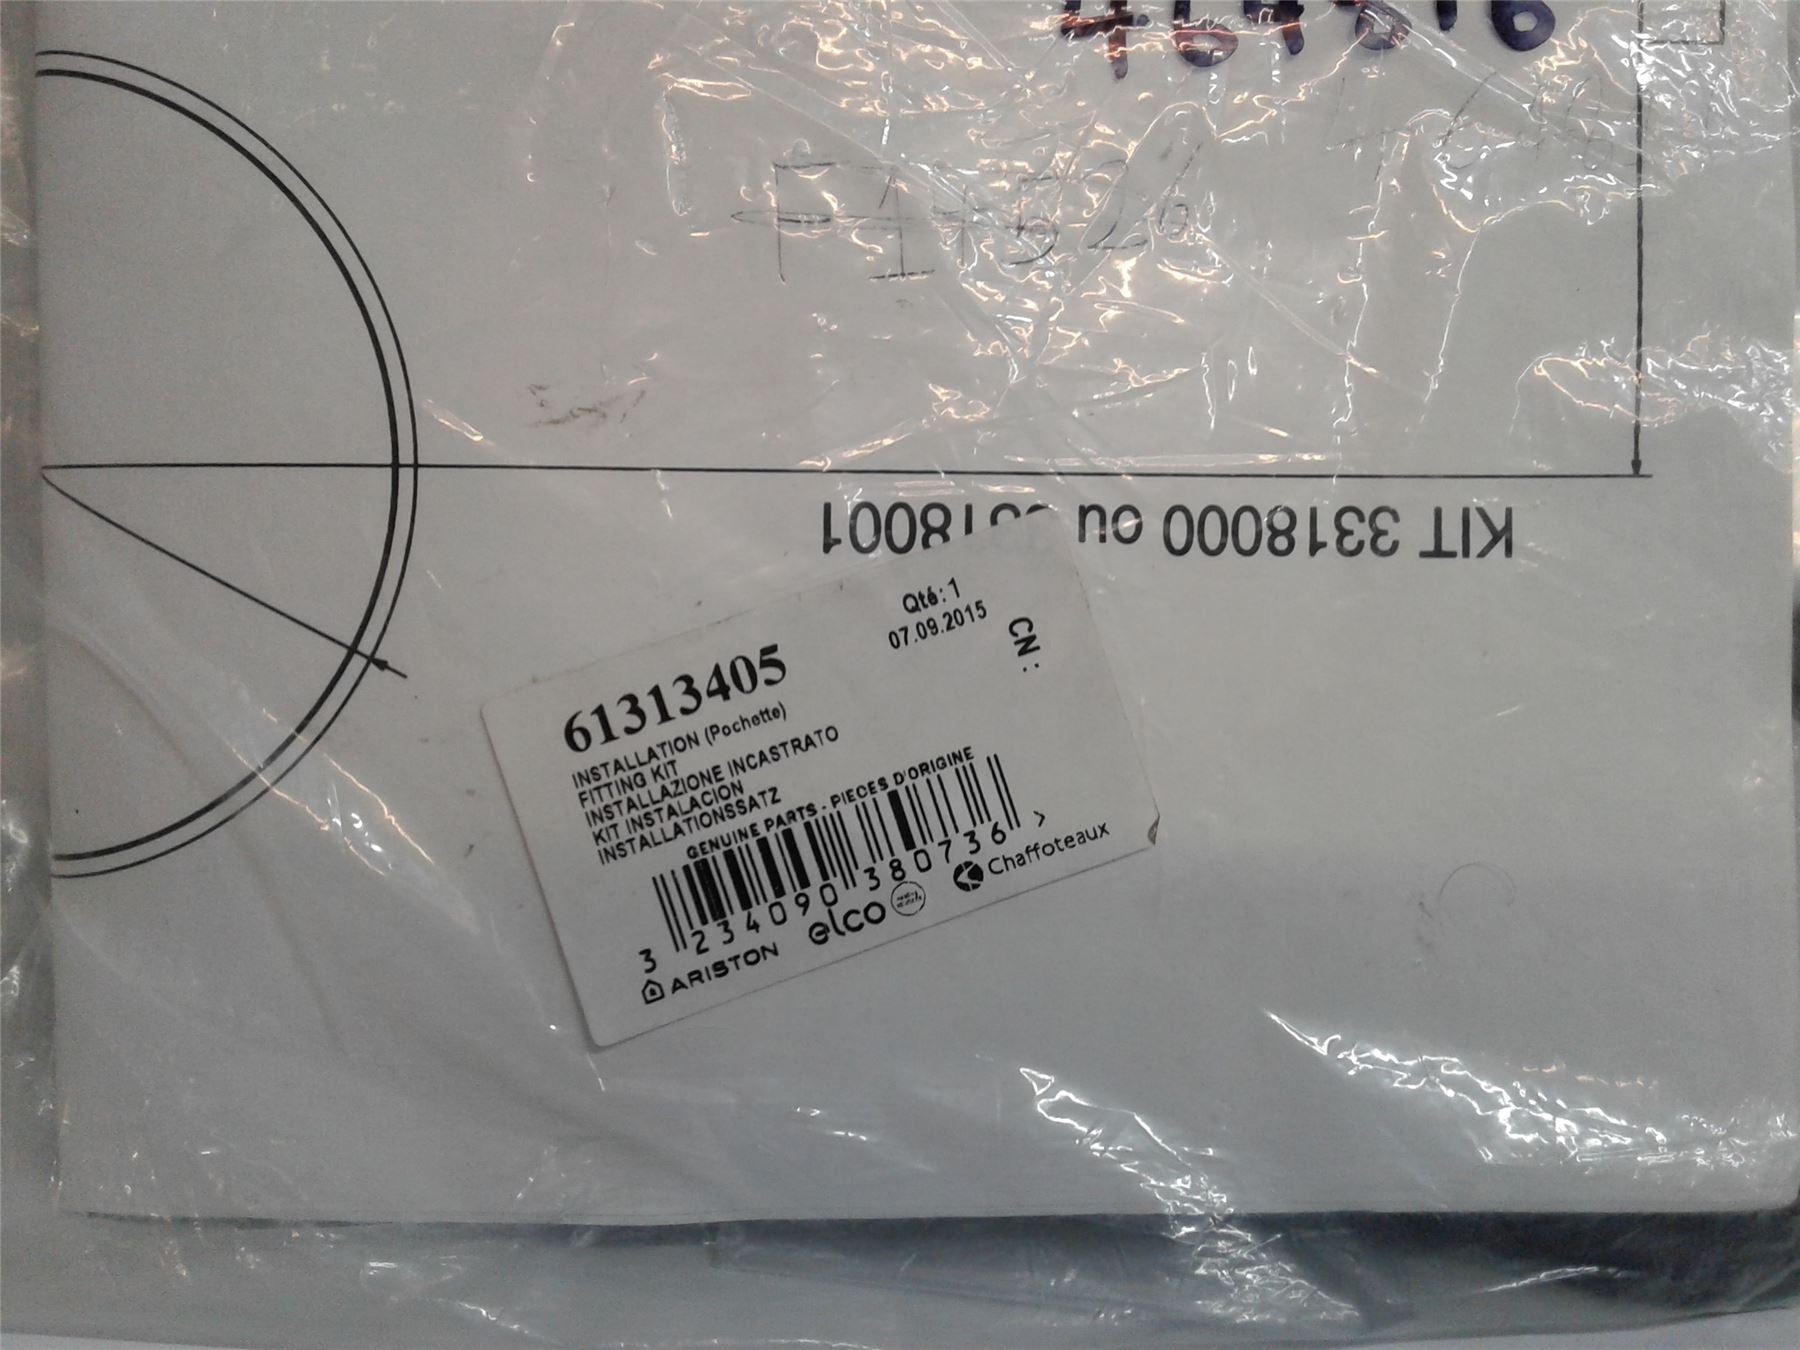 KIT 3318000 ou 3318001
Qté: 1
07.09.2015
CN :
61313405
INSTALLATION (Pochette)
FITTING KIT
INSTALLAZIONE INCASTRATO
KIT INSTALACION
INSTALLATIONSSATZ
GENUINE PARTS - PIECES D'ORIGINE
3 234090 380736 >
ARISTON elco Chaffoteaux